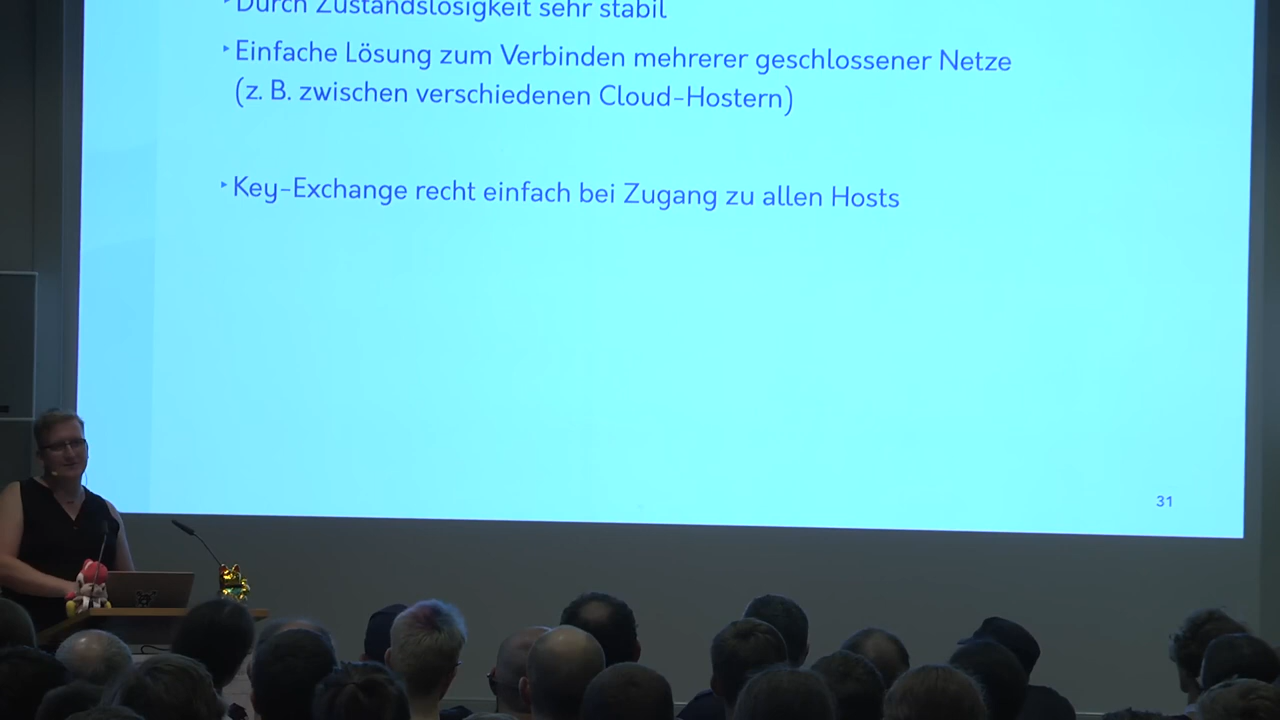 ‣ Durch Zustandslosigkeit sehr stabil
‣ Einfache Lösung zum Verbinden mehrerer geschlossener Netze
(z. B. zwischen verschiedenen Cloud-Hostern)
‣ Key-Exchange recht einfach bei Zugang zu allen Hosts
31